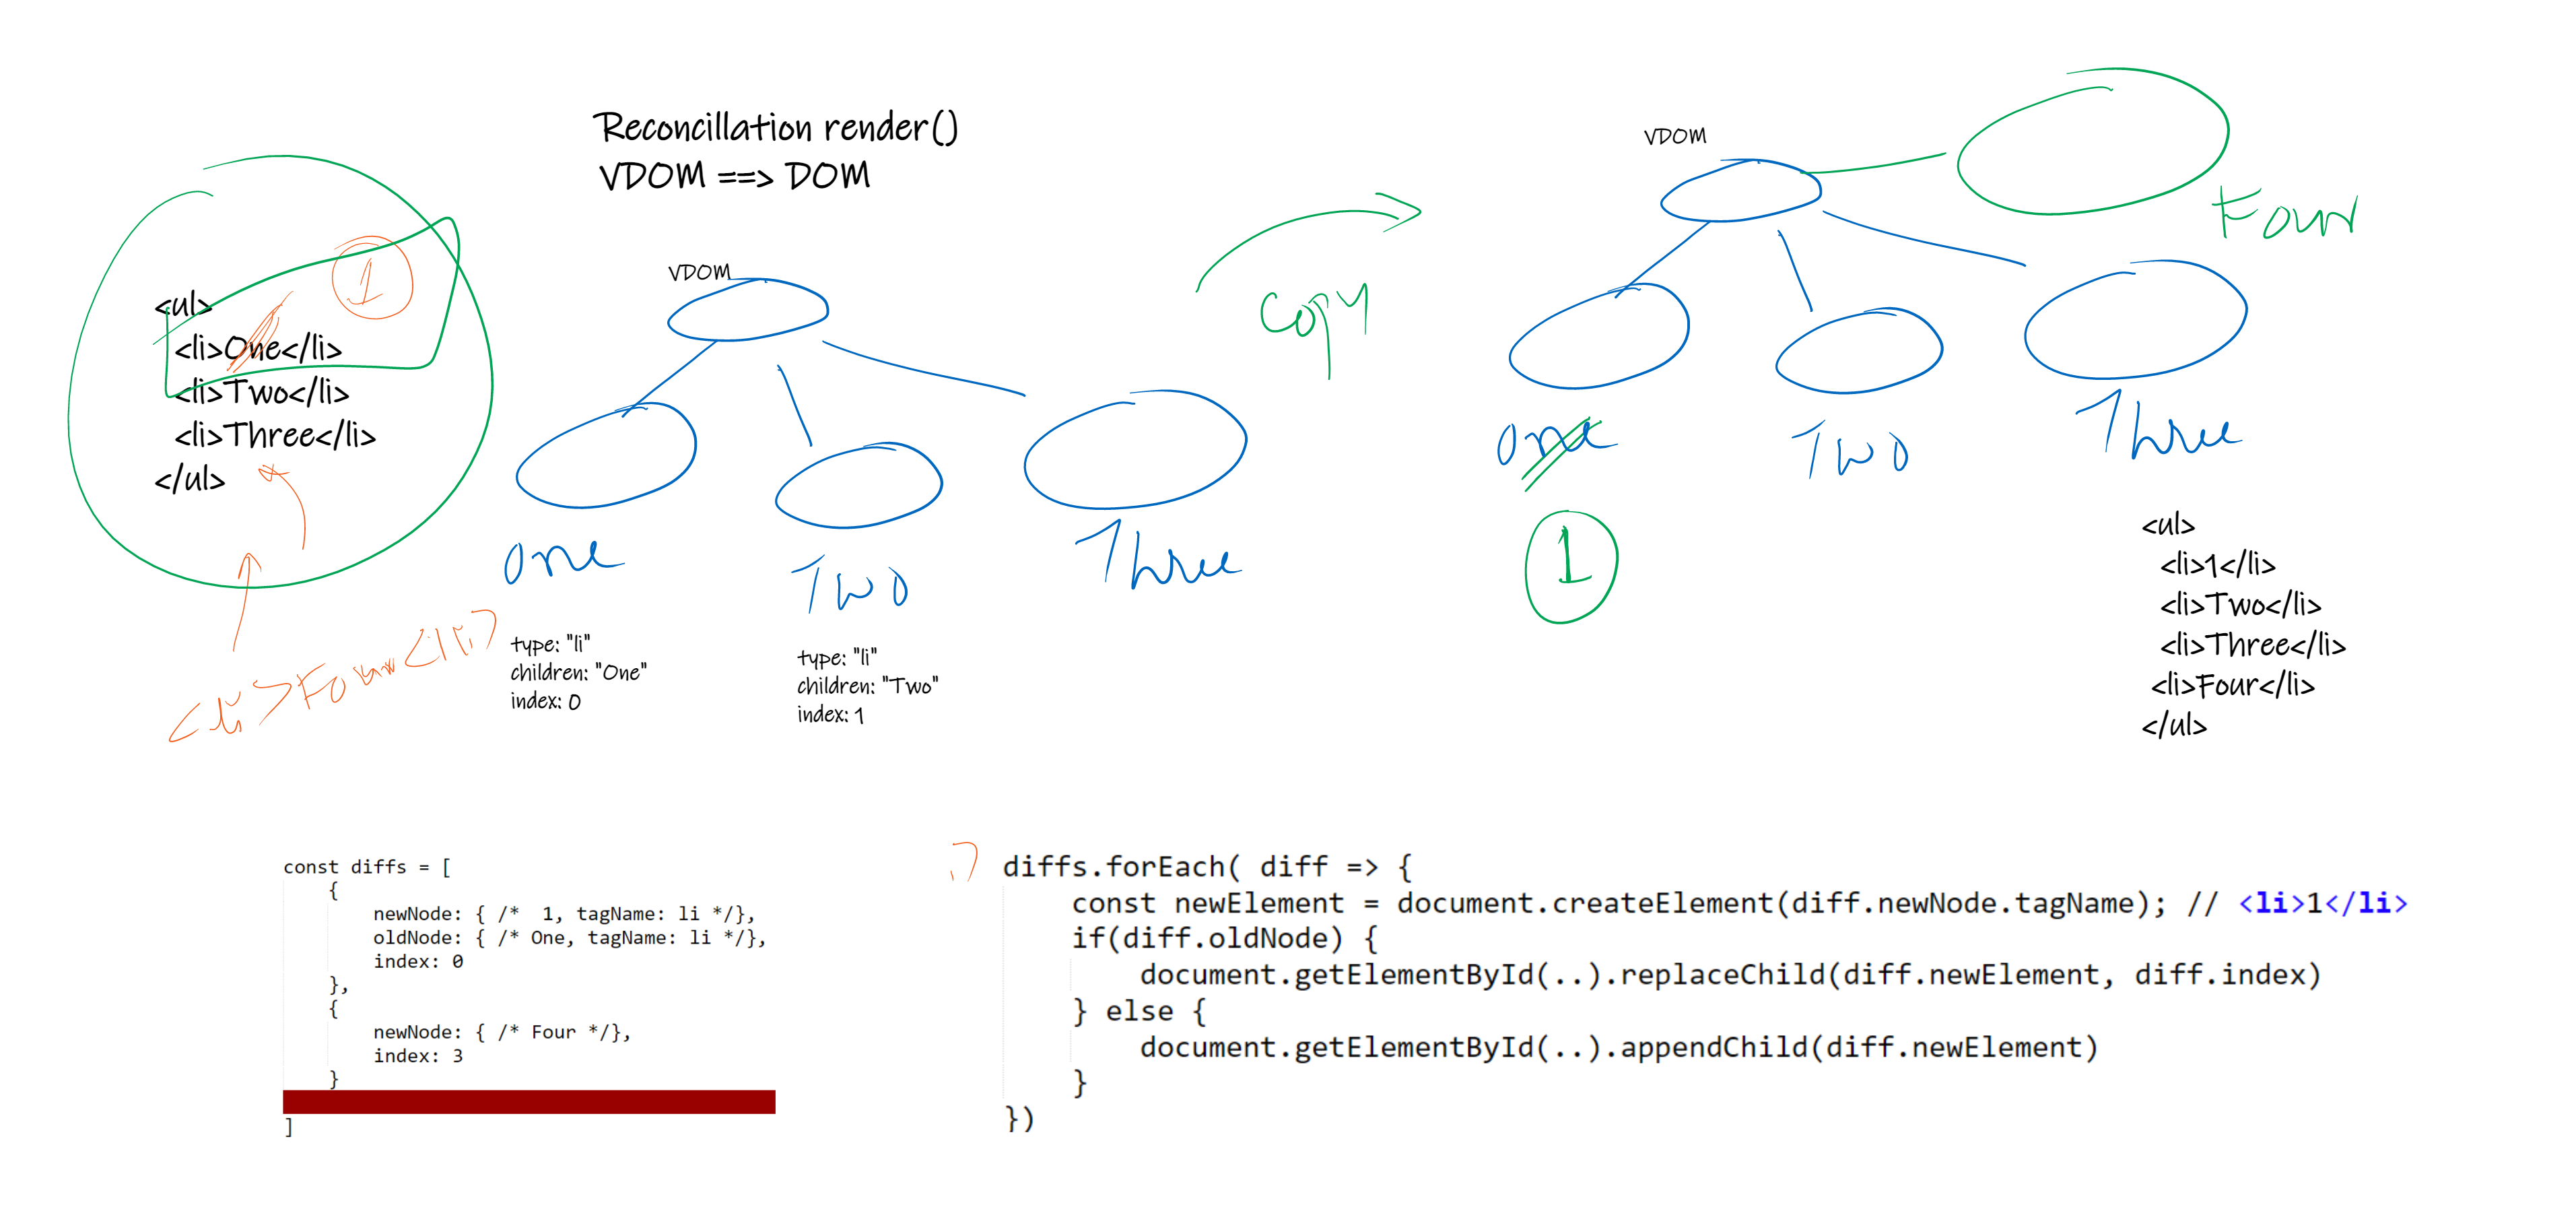 Reconcillation render()
VDOM ==> DOM
<ul>
<li>One</li>
<li>Two</li>
<li>Three</li>
</ul>
1
<li>Four<li>
VDOM
One
Two
Three
type: "li"
children: "One"
index: 0
type: "li"
children: "Two"
index: 1
copy
VDOM
Four
One
Two
Three
1
<ul>
<li>1</li>
<li>Two</li>
<li>Three</li>
<li>Four</li>
</ul>
const diffs = [
{
newNode: { /*  1, tagName: li */},
oldNode: { /* One, tagName: li */},
index: 0
},
{
newNode: { /* Four */},
index: 3
}
]
diffs.forEach( diff => {
const newElement = document.createElement(diff.newNode.tagName); // <li>1</li>
if(diff.oldNode) {
document.getElementById(..).replaceChild(diff.newElement, diff.index)
} else {
document.getElementById(..).appendChild(diff.newElement)
}
})